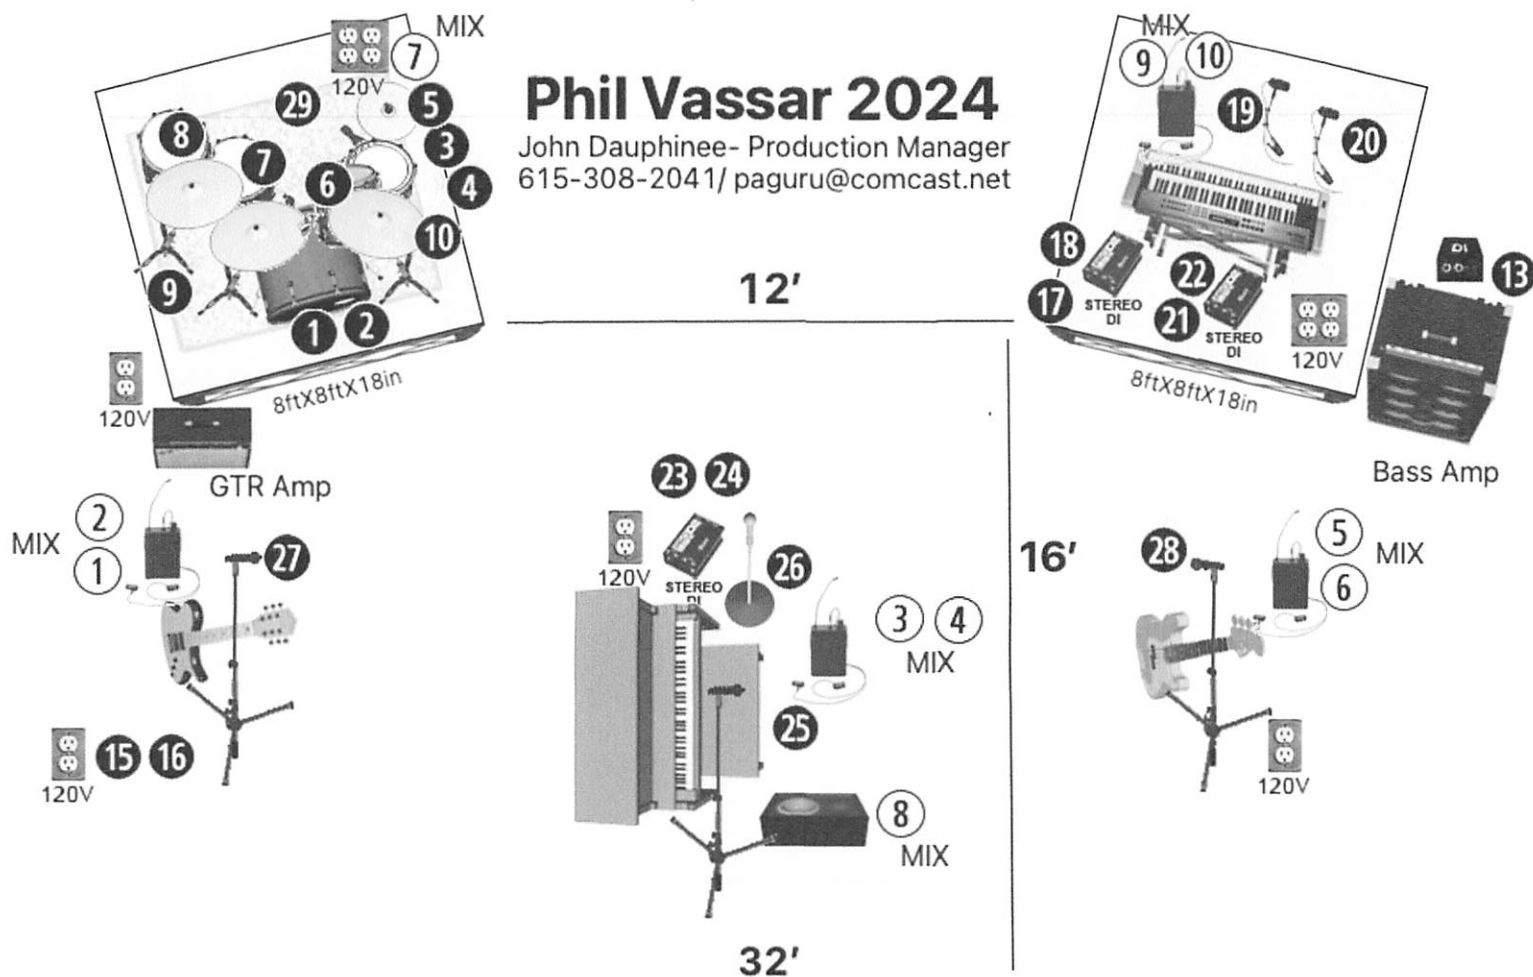 MIX
7
120V
29
5
8
3
7
6
4
10
9
1 2
8ftX8ftX18in
Phil Vassar 2024
John Dauphinee- Production Manager
615-308-2041/ paguru@comcast.net
12'
MIX
9 10
19
20
18
17
STEREO
DI
22
21
STEREO
DI
120V
8ftX8ftX18in
DI
13
Bass Amp
120V
GTR Amp
2
MIX
1
27
120V
15 16
23 24
120V
STEREO
DI
26
3 4
MIX
25
8
MIX
16'
28
5
MIX
6
120V
32'